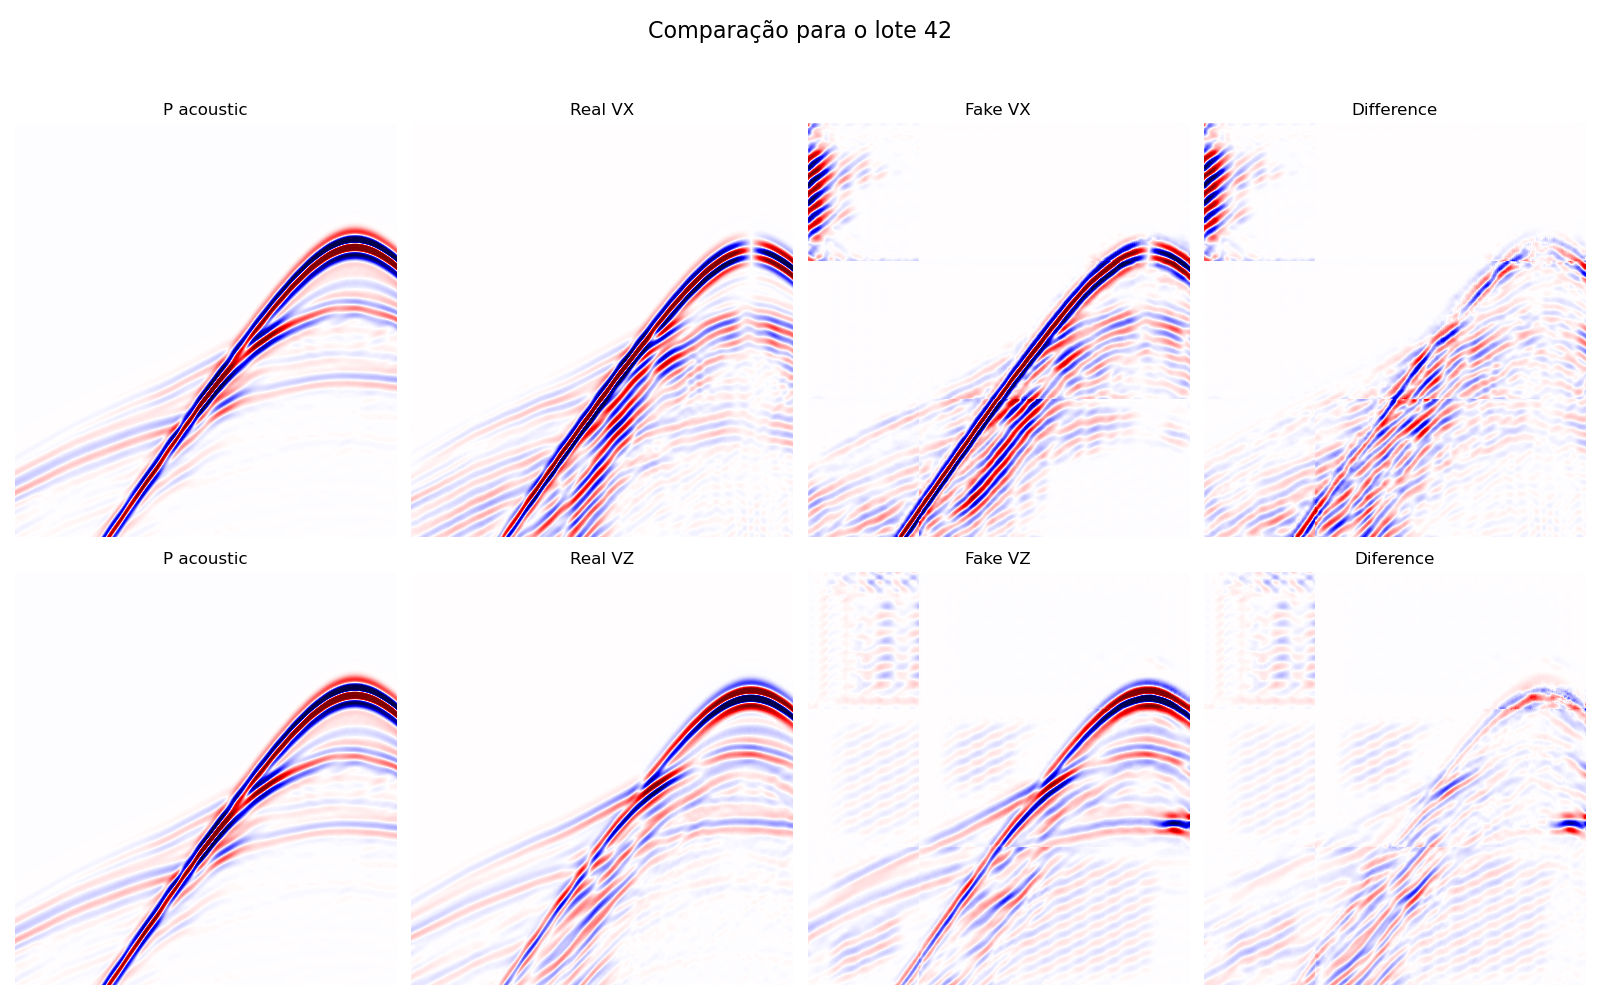 Comparação para o lote 42
P acoustic
Real VX
Fake VX
Difference
P acoustic
Real VZ
Fake VZ
Diference